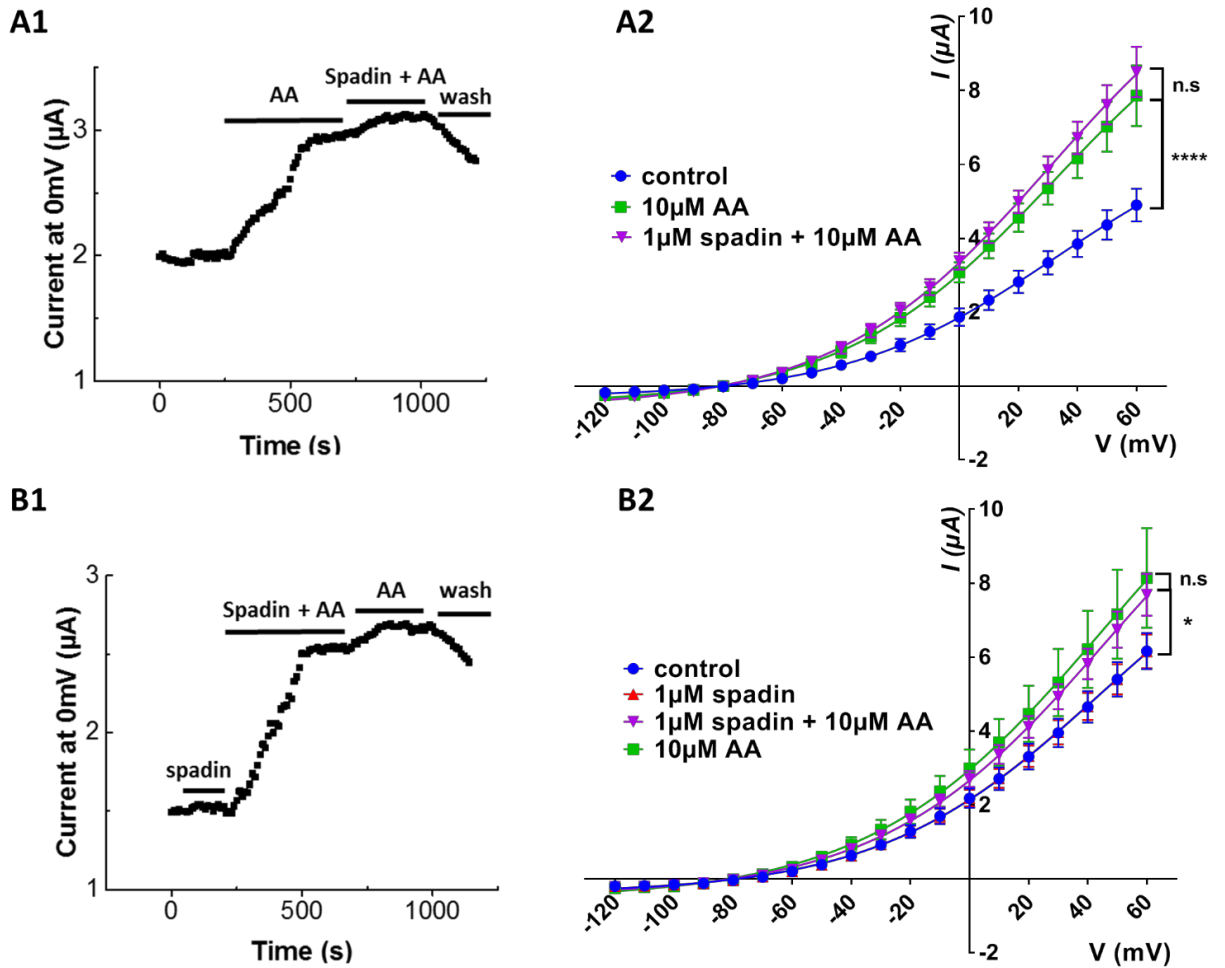 A1
AA
Spadin + AA
wash
Current at 0mV (µA)
3
2
1
0
500
1000
Time (s)
A2
I (µA)
10
8
6
4
2
-2
n.s
****
control
10µM AA
1µM spadin + 10µM AA
-120
-100
-80
-60
-40
-20
20
40
60
V (mV)
B1
spadin
Spadin + AA
AA
wash
Current at 0mV (µA)
3
2
1
0
500
1000
Time (s)
B2
I (µA)
10
8
6
4
2
-2
n.s
*
control
1µM spadin
1µM spadin + 10µM AA
10µM AA
-120
-100
-80
-60
-40
-20
20
40
60
V (mV)